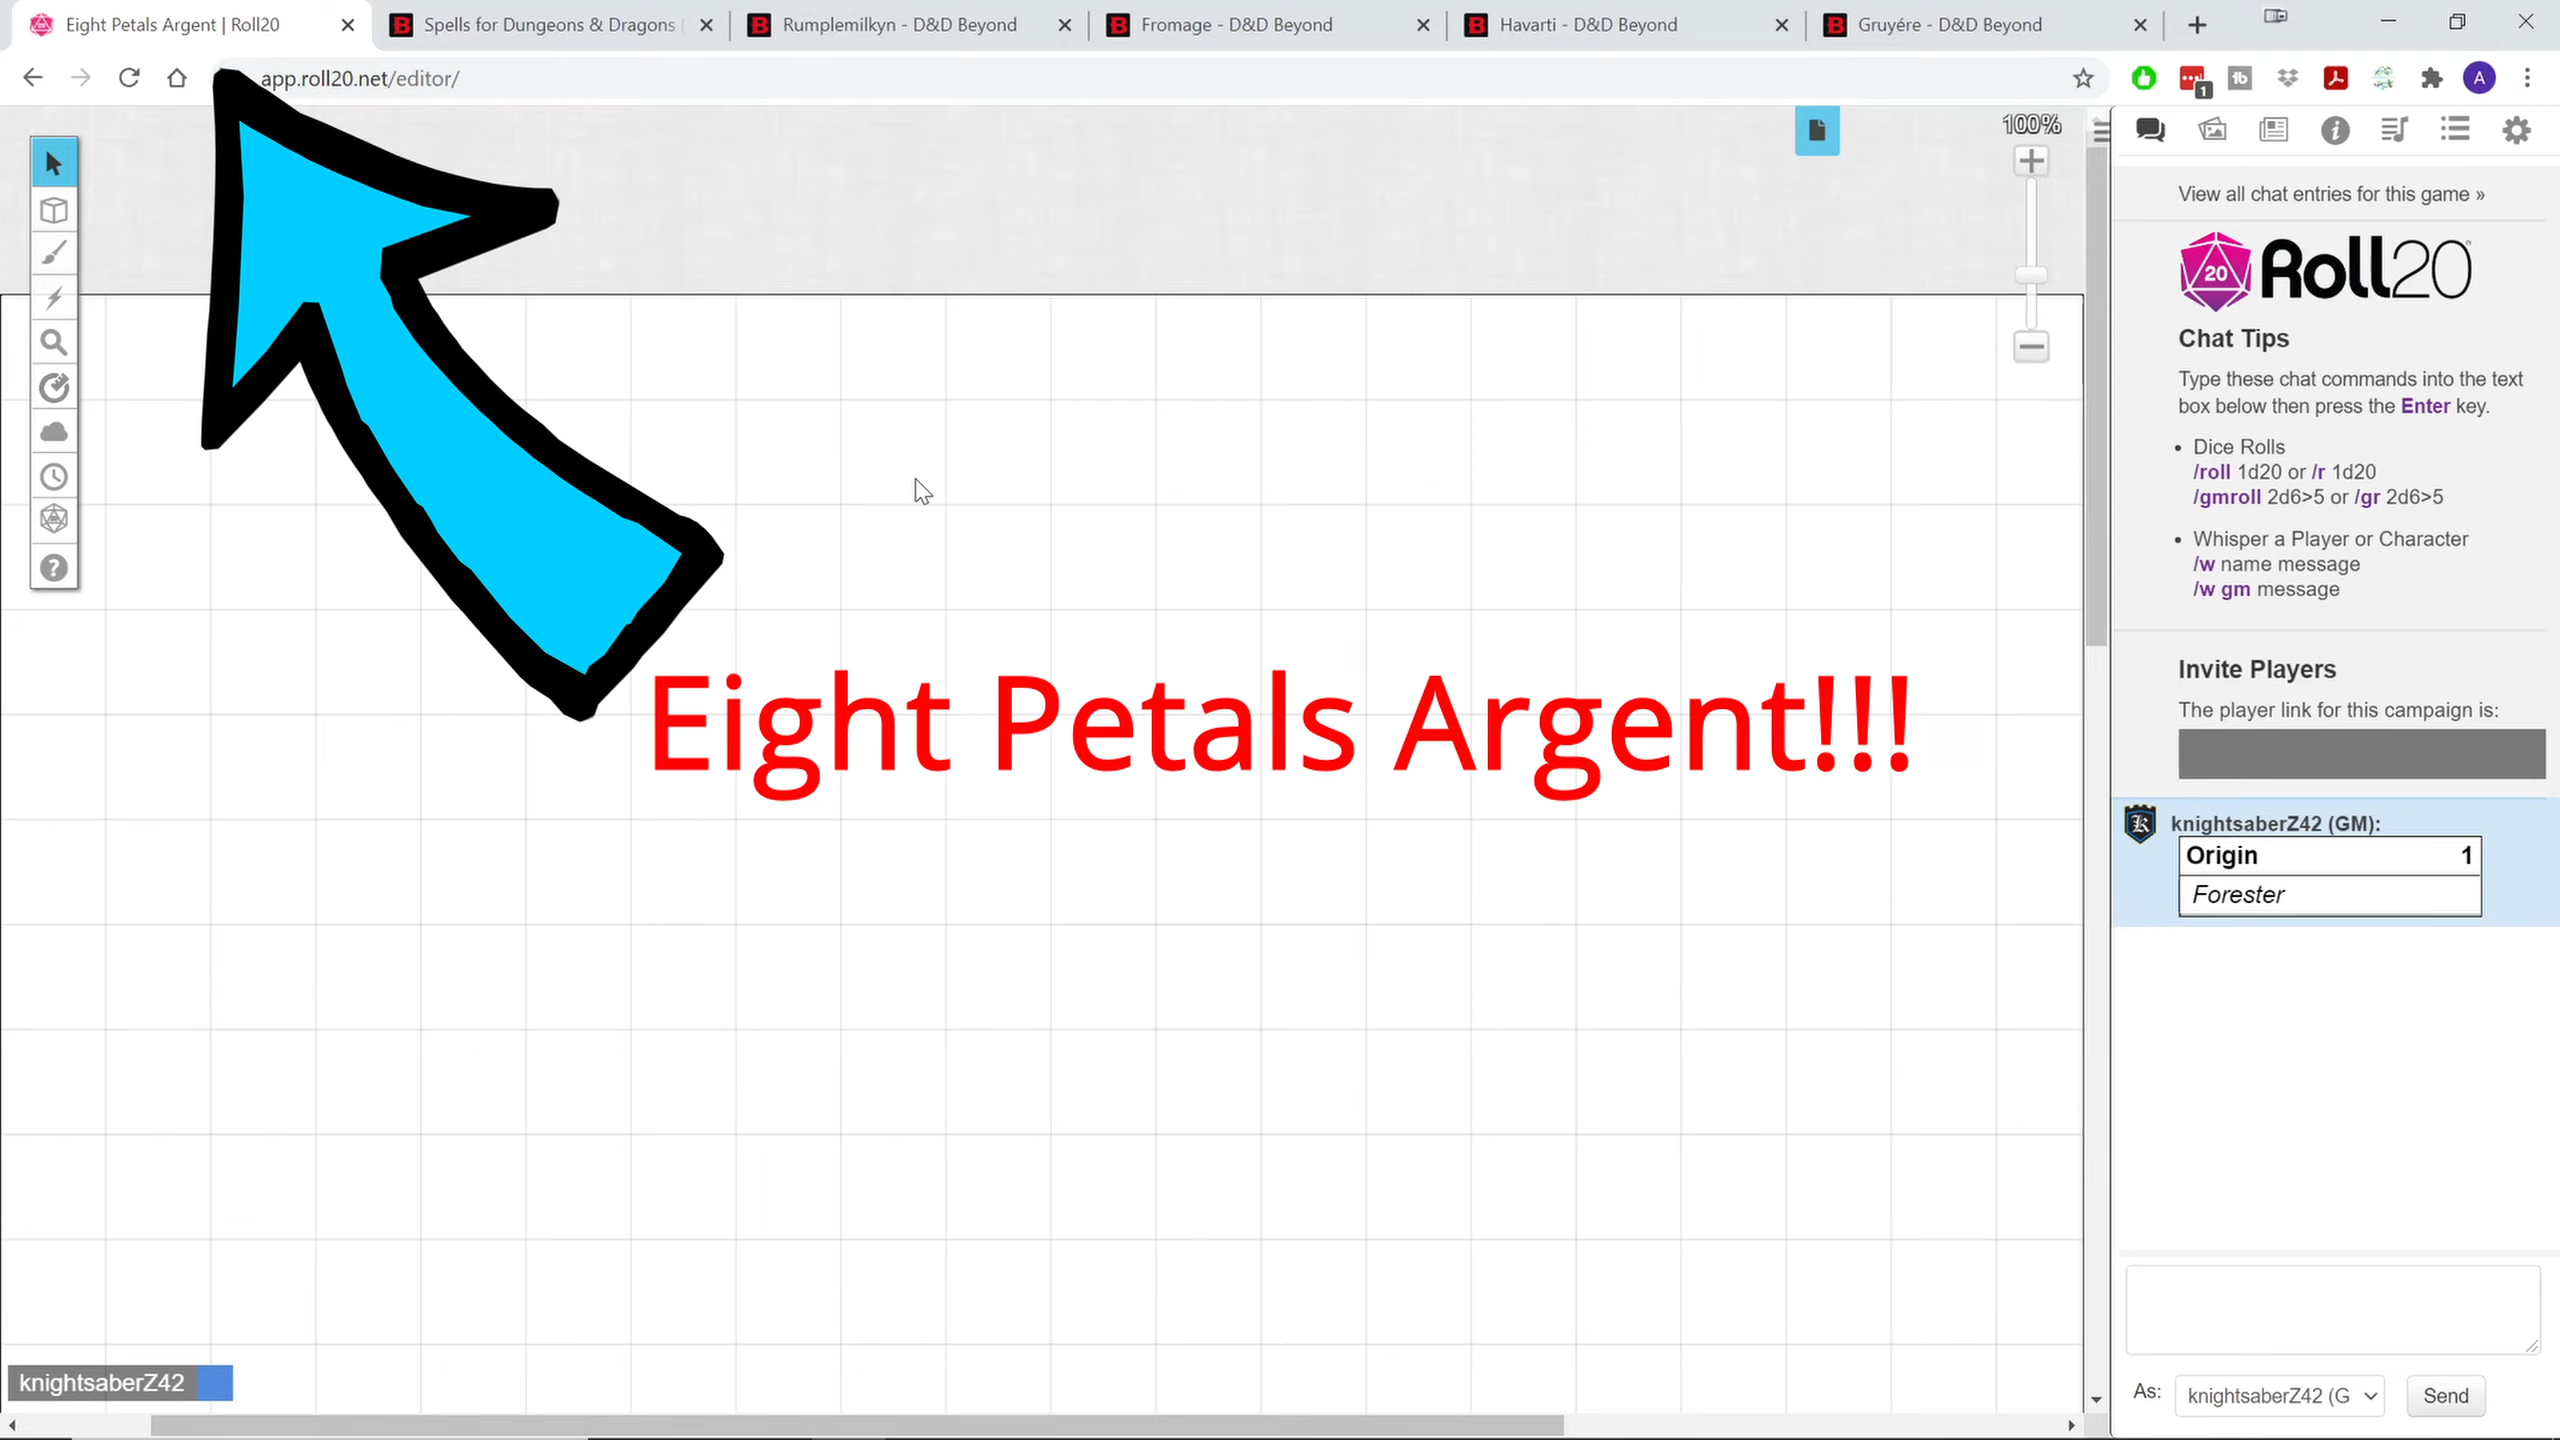 Eight Petals Argent | Roll20
Spells for Dungeons & Dragons
Rumplemilkyn - D&D Beyond
Fromage - D&D Beyond
Havarti - D&D Beyond
Gruyére - D&D Beyond
app.roll20.net/editor/
1
A
100%
View all chat entries for this game »
20 Roll20
Chat Tips
Type these chat commands into the text
box below then press the Enter key.
• Dice Rolls
/roll 1d20 or /r 1d20
/gmroll 2d6>5 or /gr 2d6>5
• Whisper a Player or Character
/w name message
/w gm message
Eight Petals Argent!!!
Invite Players
The player link for this campaign is:
knightsaberZ42 (GM):
Origin 1
Forester
knightsaberZ42
As: knightsaberZ42 (G
Send